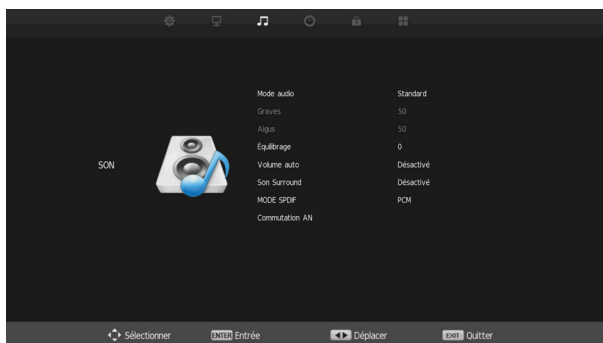 Mode audio Standard
Graves 50
Aigus 50
Équilibrage 0
SON
Volume auto Désactivé
Son Surround Désactivé
MODE SPDIF PCM
Commutation AN
Sélectionner ENTER Entrée Déplacer EXIT Quitter